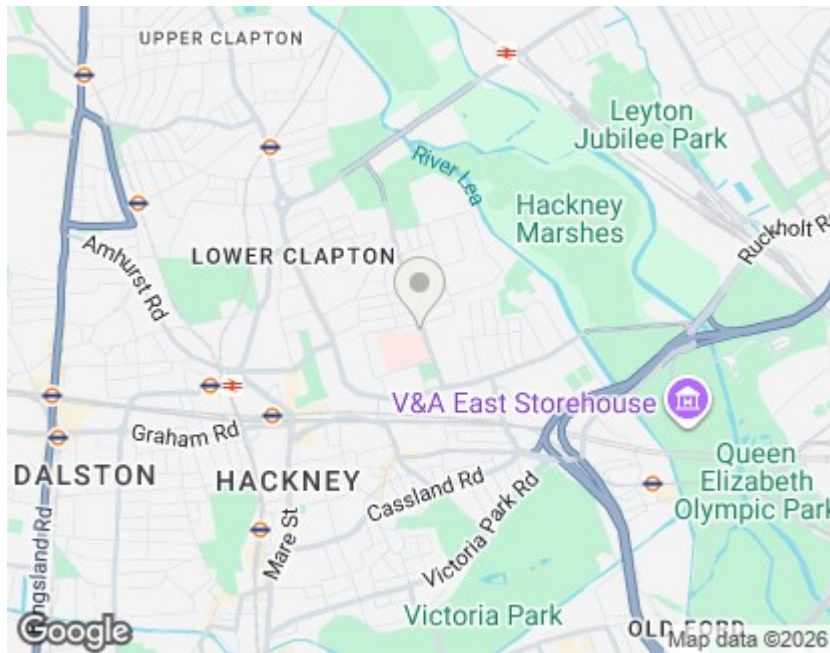 UPPER CLAPTON
Leyton
Jubilee Park
River Lea
Hackney
Marshes
Ruckholt R
LOWER CLAPTON
Amhurst Rd
V&A East Storehouse
Graham Rd
DALSTON
HACKNEY
Cassland Rd
Queen
Elizabeth
Olympic Park
Kingsland Rd
Mare St
Victoria Park Rd
Victoria Park
OLD FORD
Google
Map data ©2026